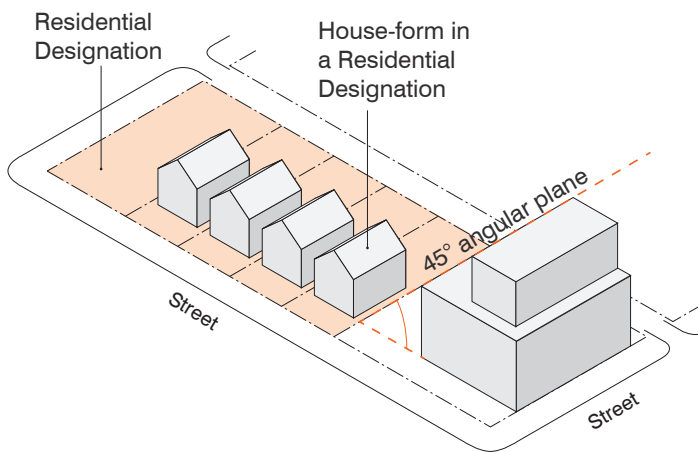 Residential
Designation
House-form in
a Residential
Designation
45° angular plane
Street
Street